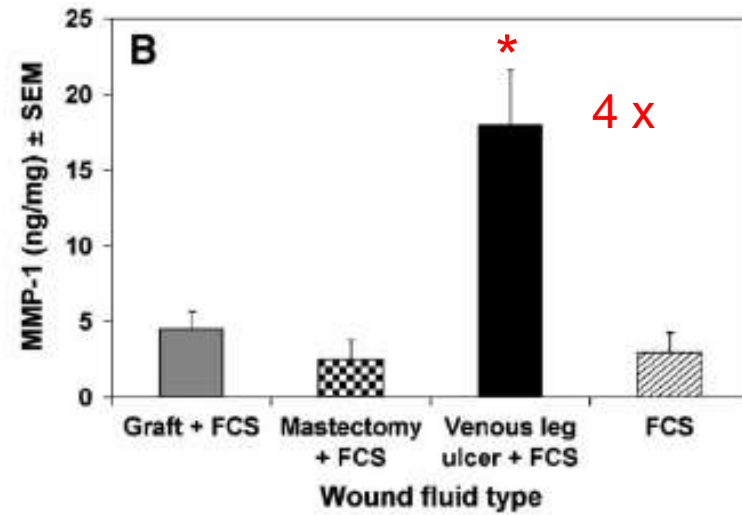 B
*
4 x
MMP-1 (ng/mg) ± SEM
25
20
15
10
5
0
Graft + FCS
Mastectomy
+ FCS
Venous leg
ulcer + FCS
FCS
Wound fluid type